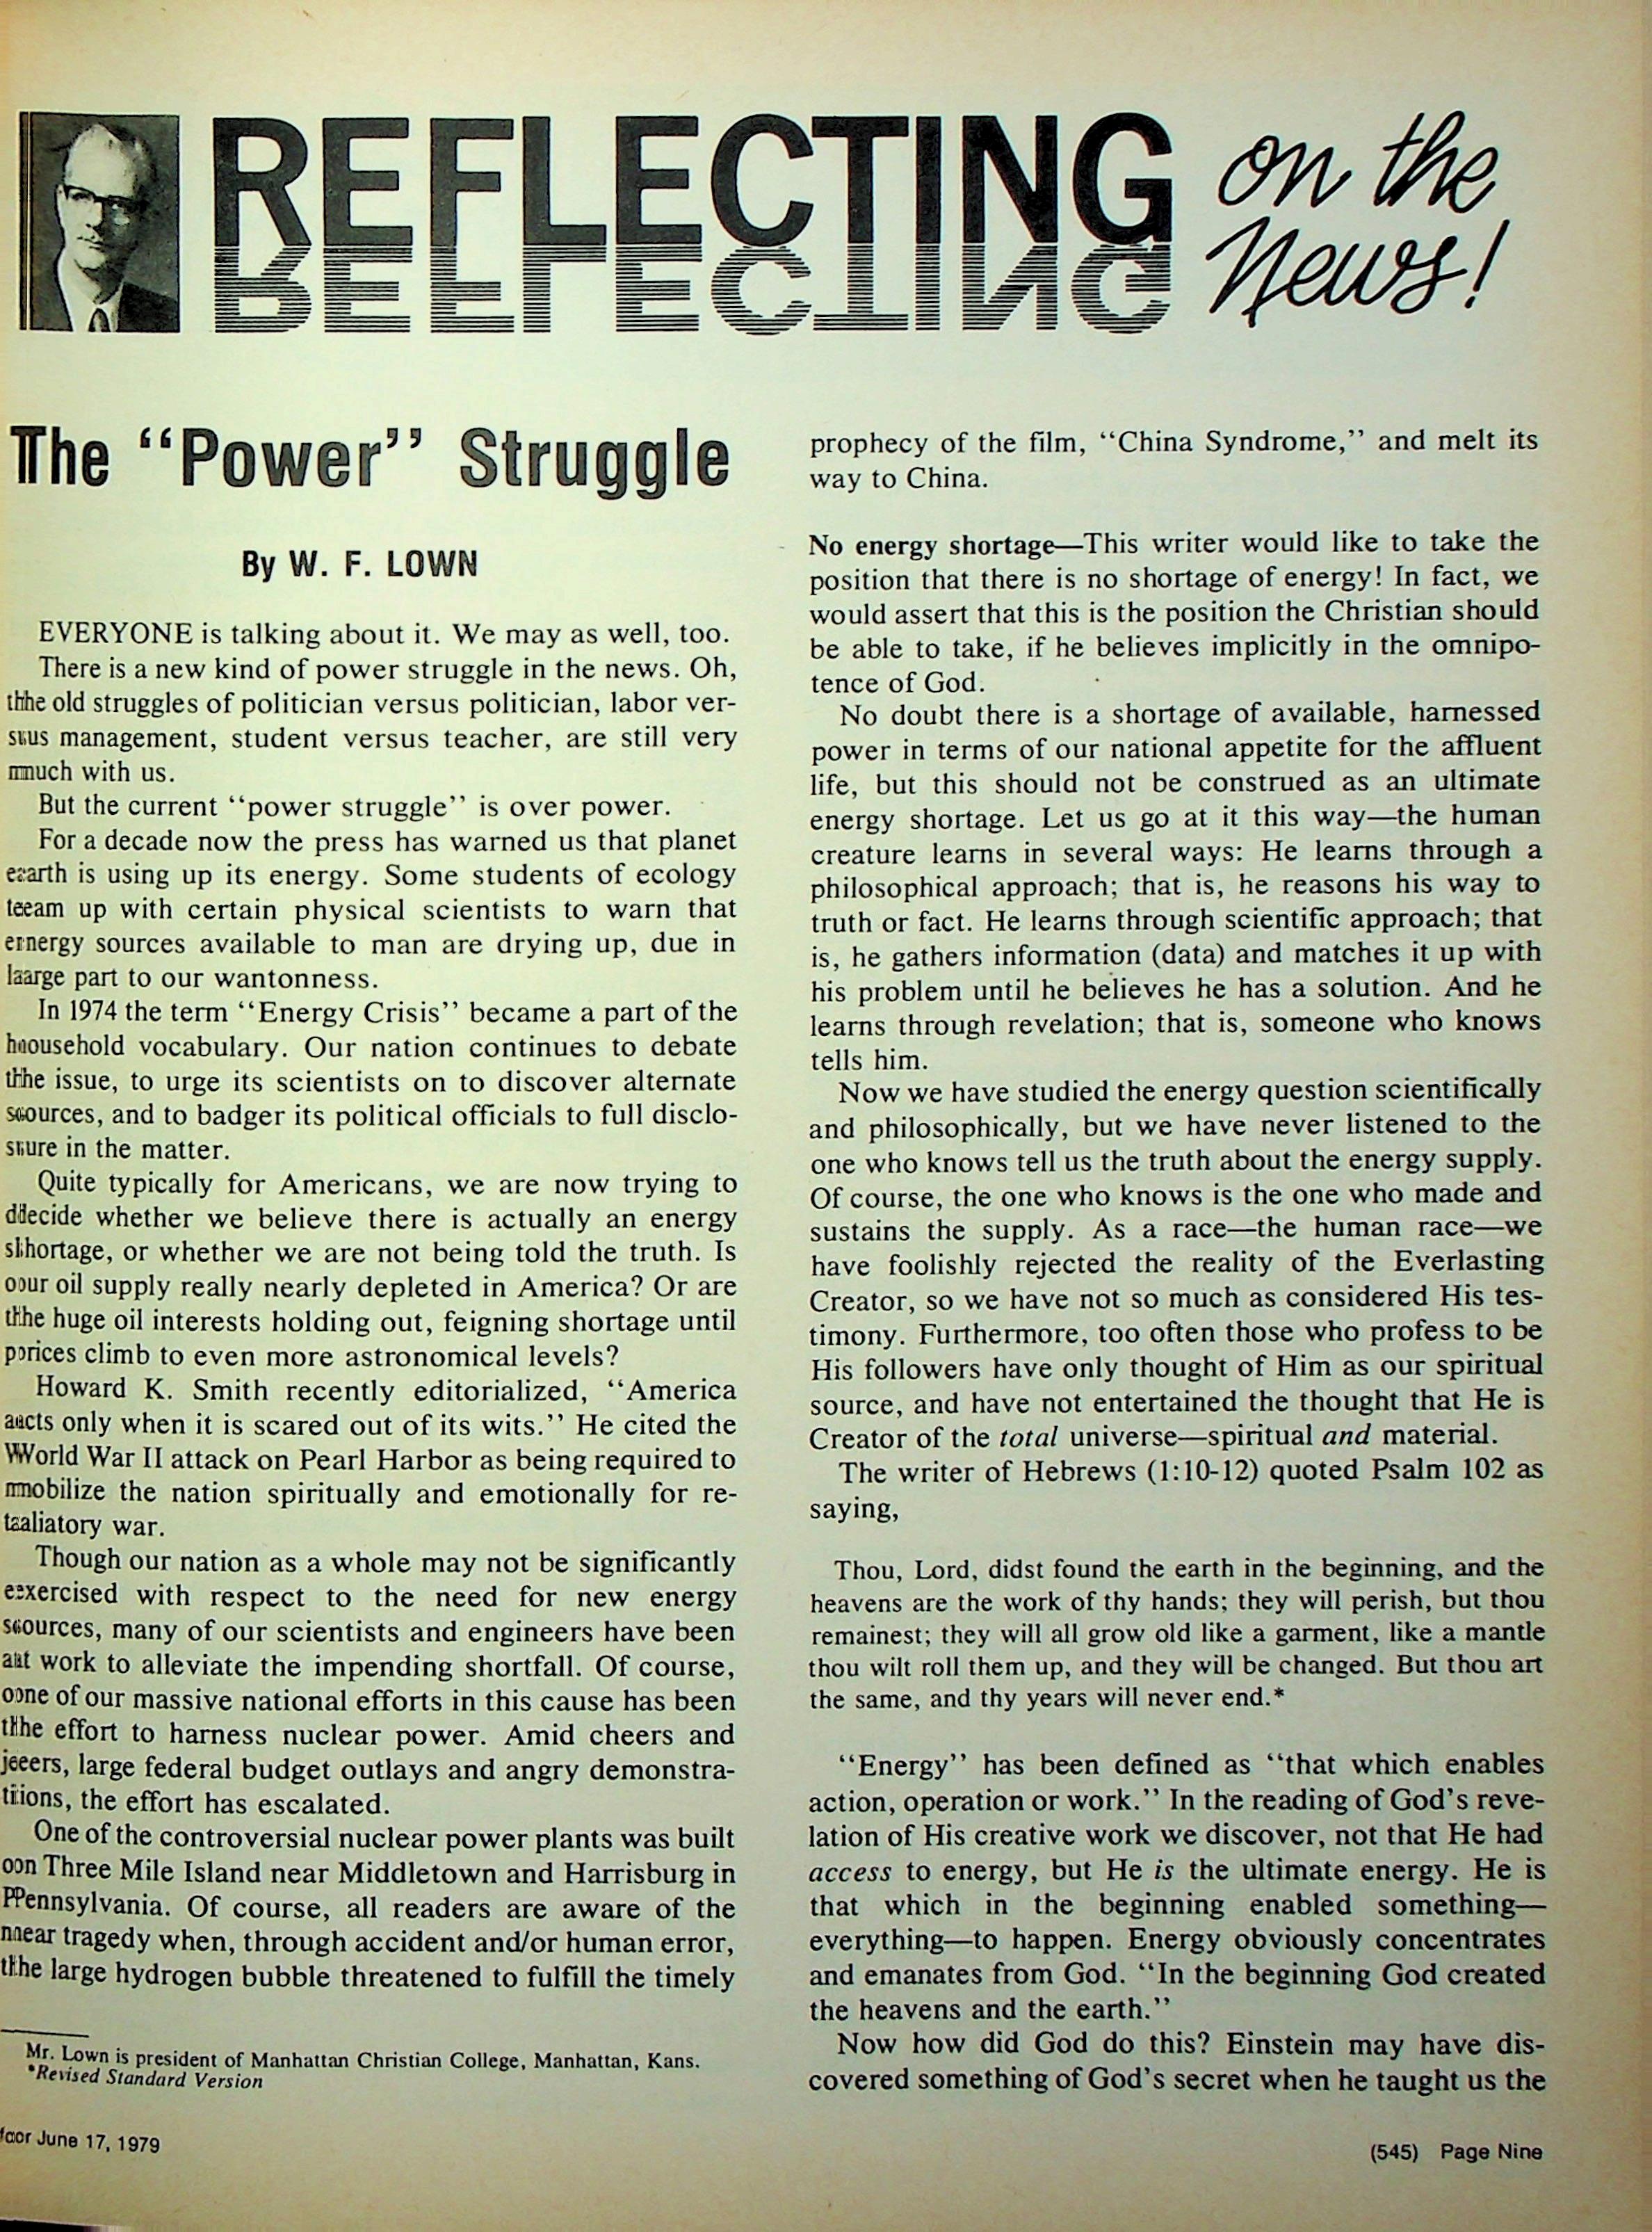 REFLECTING on the
News!
The “Power” Struggle
By W. F. LOWN
EVERYONE is talking about it. We may as well, too.
There is a new kind of power struggle in the news. Oh,
the old struggles of politician versus politician, labor ver-
sus management, student versus teacher, are still very
much with us.
But the current “power struggle” is over power.
For a decade now the press has warned us that planet
earth is using up its energy. Some students of ecology
team up with certain physical scientists to warn that
energy sources available to man are drying up, due in
large part to our wantonness.
In 1974 the term “Energy Crisis” became a part of the
household vocabulary. Our nation continues to debate
the issue, to urge its scientists on to discover alternate
sources, and to badger its political officials to full disclo-
sure in the matter.
Quite typically for Americans, we are now trying to
decide whether we believe there is actually an energy
shortage, or whether we are not being told the truth. Is
our oil supply really nearly depleted in America? Or are
the huge oil interests holding out, feigning shortage until
prices climb to even more astronomical levels?
Howard K. Smith recently editorialized, “America
acts only when it is scared out of its wits.” He cited the
World War II attack on Pearl Harbor as being required to
mobilize the nation spiritually and emotionally for re-
taliatory war.
Though our nation as a whole may not be significantly
exercised with respect to the need for new energy
sources, many of our scientists and engineers have been
at work to alleviate the impending shortfall. Of course,
one of our massive national efforts in this cause has been
the effort to harness nuclear power. Amid cheers and
jeers, large federal budget outlays and angry demonstra-
tions, the effort has escalated.
One of the controversial nuclear power plants was built
on Three Mile Island near Middletown and Harrisburg in
Pennsylvania. Of course, all readers are aware of the
near tragedy when, through accident and/or human error,
the large hydrogen bubble threatened to fulfill the timely
Mr. Lown is president of Manhattan Christian College, Manhattan, Kans.
*Revised Standard Version
prophecy of the film, “China Syndrome,” and melt its
way to China.
No energy shortage—This writer would like to take the
position that there is no shortage of energy! In fact, we
would assert that this is the position the Christian should
be able to take, if he believes implicitly in the omnipo-
tence of God.
No doubt there is a shortage of available, harnessed
power in terms of our national appetite for the affluent
life, but this should not be construed as an ultimate
energy shortage. Let us go at it this way—the human
creature learns in several ways: He learns through a
philosophical approach; that is, he reasons his way to
truth or fact. He learns through scientific approach; that
is, he gathers information (data) and matches it up with
his problem until he believes he has a solution. And he
learns through revelation; that is, someone who knows
tells him.
Now we have studied the energy question scientifically
and philosophically, but we have never listened to the
one who knows tell us the truth about the energy supply.
Of course, the one who knows is the one who made and
sustains the supply. As a race—the human race—we
have foolishly rejected the reality of the Everlasting
Creator, so we have not so much as considered His tes-
timony. Furthermore, too often those who profess to be
His followers have only thought of Him as our spiritual
source, and have not entertained the thought that He is
Creator of the total universe—spiritual and material.
The writer of Hebrews (1:10-12) quoted Psalm 102 as
saying,
Thou, Lord, didst found the earth in the beginning, and the
heavens are the work of thy hands; they will perish, but thou
remainest; they will all grow old like a garment, like a mantle
thou wilt roll them up, and they will be changed. But thou art
the same, and thy years will never end.*
“Energy” has been defined as “that which enables
action, operation or work.” In the reading of God's reve-
lation of His creative work we discover, not that He had
access to energy, but He is the ultimate energy. He is
that which in the beginning enabled something—
everything—to happen. Energy obviously concentrates
and emanates from God. “In the beginning God created
the heavens and the earth.”
Now how did God do this? Einstein may have dis-
covered something of God's secret when he taught us the
for June 17, 1979
(545) Page Nine